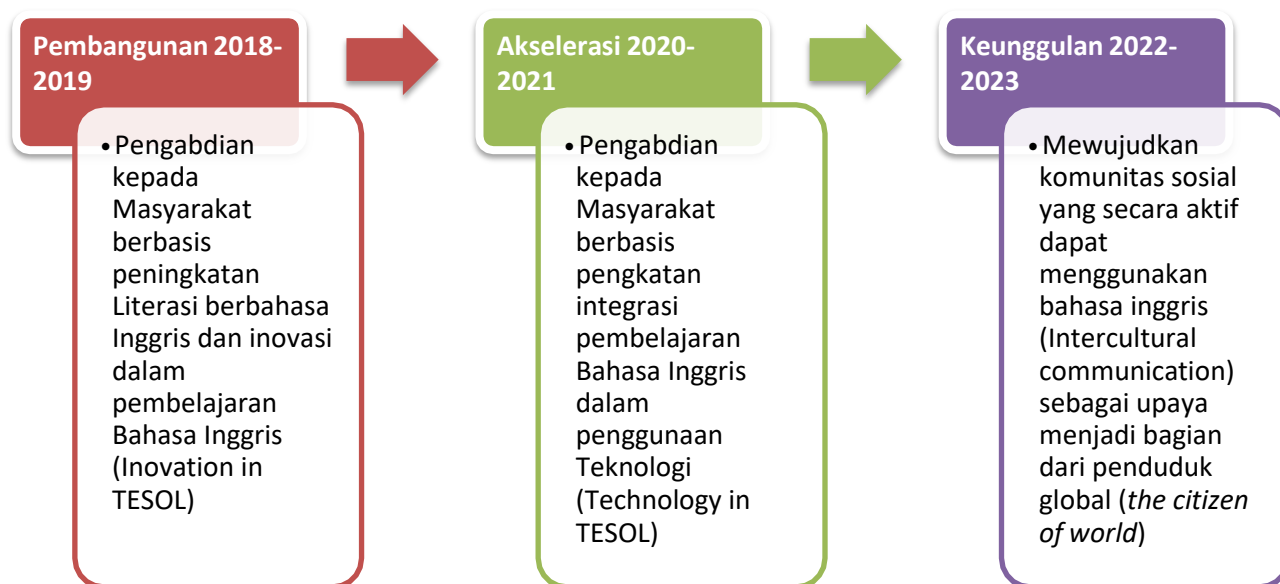 Pembangunan 2018-
2019
• Pengabdian
kepada
Masyarakat
berbasis
peningkatan
Literasi berbahasa
Inggris dan inovasi
dalam
pembelajaran
Bahasa Inggris
(Inovation in
TESOL)
Akselerasi 2020-
2021
• Pengabdian
kepada
Masyarakat
berbasis
pengkatan
integrasi
pembelajaran
Bahasa Inggris
dalam
penggunaan
Teknologi
(Technology in
TESOL)
Keunggulan 2022-
2023
• Mewujudkan
komunitas sosial
yang secara aktif
dapat
menggunakan
bahasa inggris
(Intercultural
communication)
sebagai upaya
menjadi bagian
dari penduduk
global (the citizen
of world)